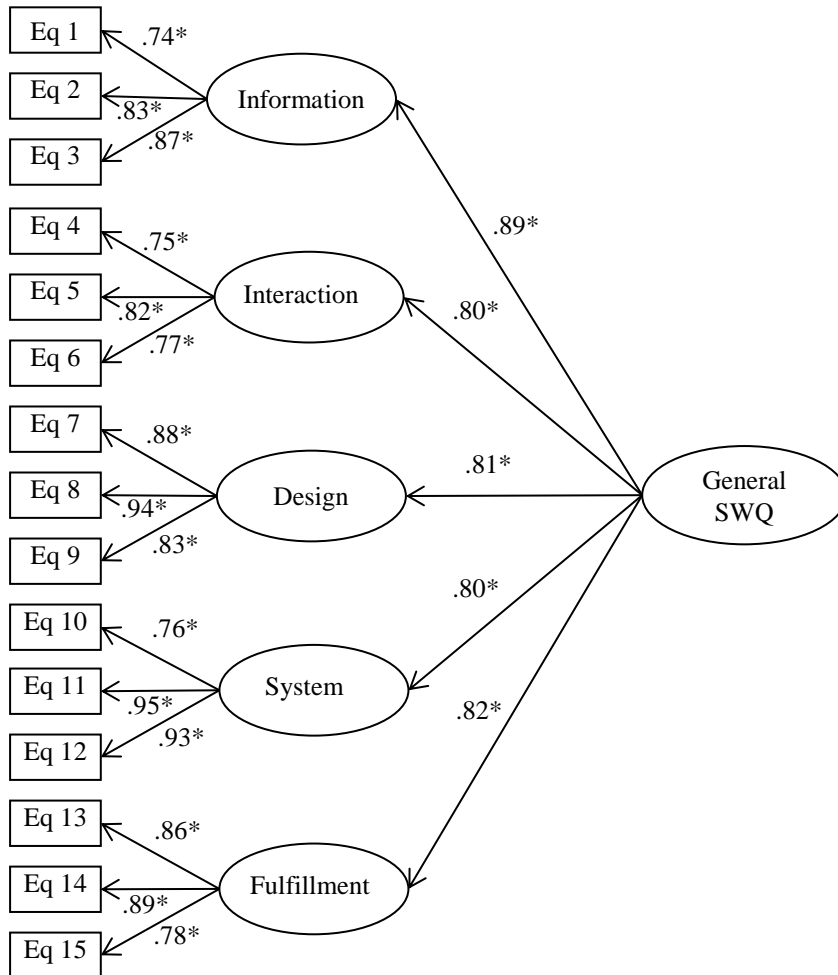 Eq 1
.74*
Eq 2
.83*
Information
Eq 3
.87*
.89*
Eq 4
.75*
Eq 5
.82*
Interaction
.80*
Eq 6
.77*
Eq 7
.88*
Eq 8
.94*
Design
.81*
General
SWQ
Eq 9
.83*
Eq 10
.76*
.80*
Eq 11
.95*
System
Eq 12
.93*
.82*
Eq 13
.86*
Eq 14
.89*
Fulfillment
Eq 15
.78*